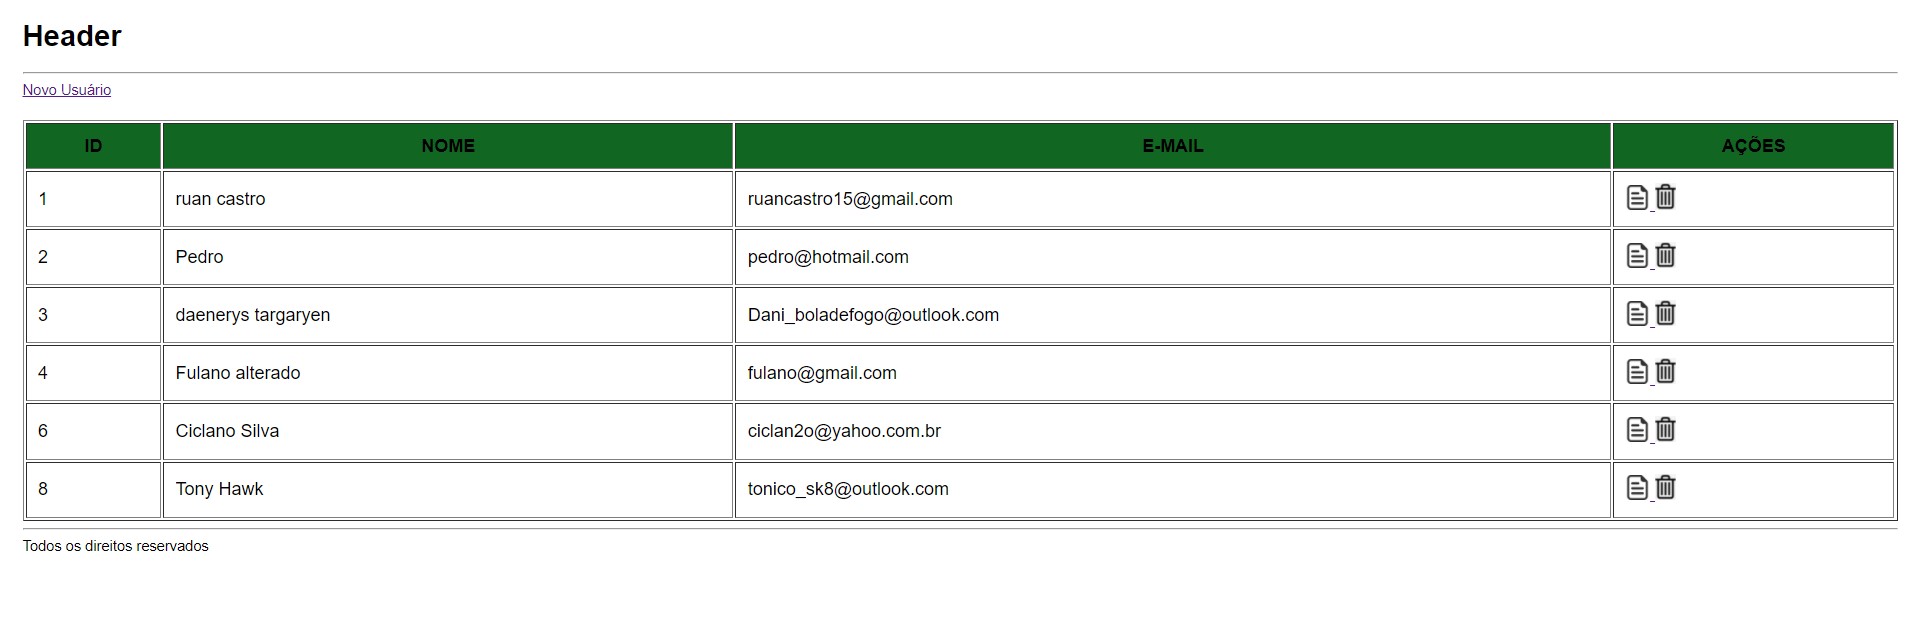 Header
Novo Usuário
ID NOME E-MAIL AÇÕES
1 ruan castro ruancastro15@gmail.com
2 Pedro pedro@hotmail.com
3 daenerys targaryen Dani_boladefogo@outlook.com
4 Fulano alterado fulano@gmail.com
6 Ciclano Silva ciclan2o@yahoo.com.br
8 Tony Hawk tonico_sk8@outlook.com
Todos os direitos reservados